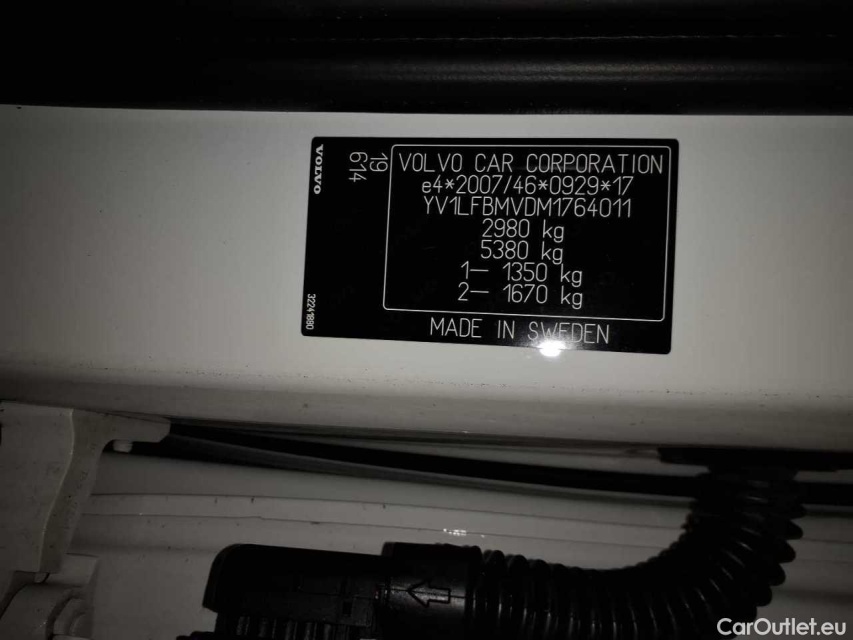 VOLVO
19
614
32241880
VOLVO CAR CORPORATION
e4*2007/46*0929*17
YV1LFBMVDM1764011
2980 kg
5380 kg
1– 1350 kg
2– 1670 kg
MADE IN SWEDEN
CarOutlet.eu